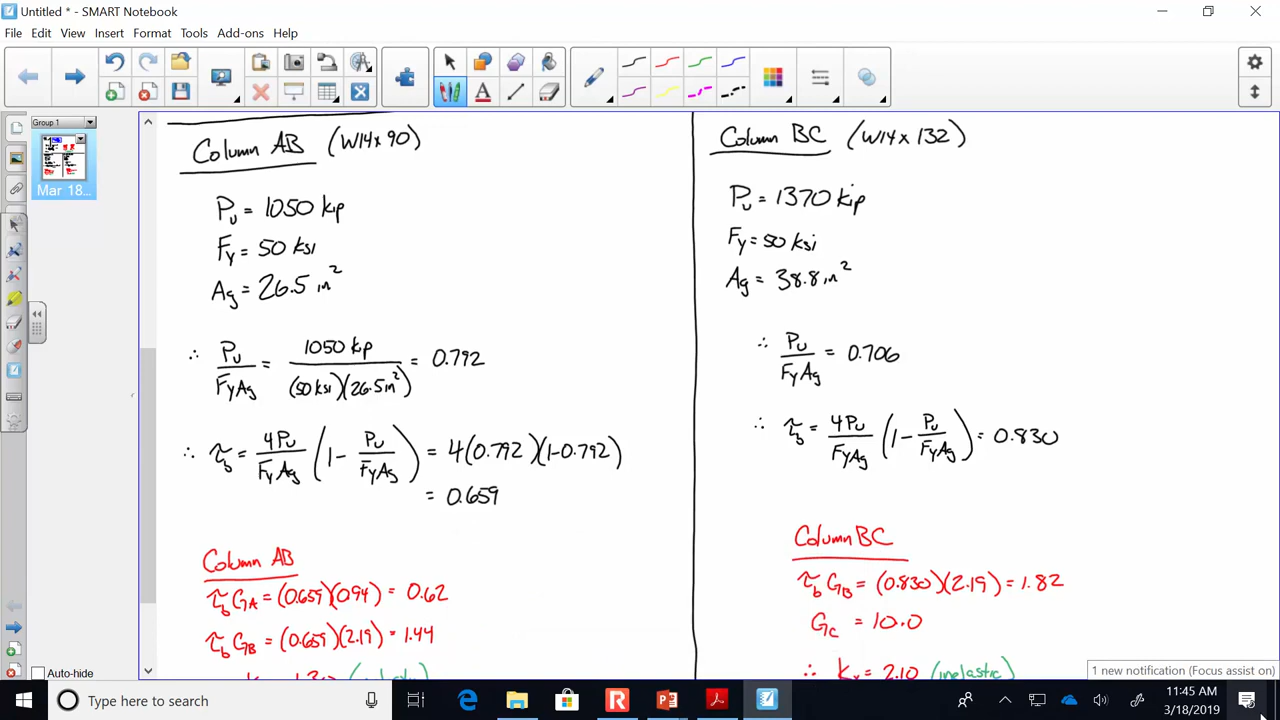 Untitled * - SMART Notebook
File Edit View Insert Format Tools Add-ons Help
Group 1
Mar 18...
Column AB (W14x90)
Pu = 1050 kip
Fy = 50 ksi
Ag = 26.5 in²
∴ Pu/FyAg = 1050 kip/(50 ksi)(26.5 in²) = 0.792
∴ τb = 4Pu/FyAg (1 - Pu/FyAg) = 4(0.792)(1-0.792)
= 0.659
Column AB
τb GA = (0.659)(0.94) = 0.62
τb GB = (0.659)(2.19) = 1.44
Column BC (W14x132)
Pu = 1370 kip
Fy = 50 ksi
Ag = 38.8 in²
∴ Pu/FyAg = 0.706
∴ τb = 4Pu/FyAg (1 - Pu/FyAg) = 0.830
Column BC
τb GB = (0.830)(2.19) = 1.82
Gc = 10.0
∴ Kx = 2.10 (inelastic)
Auto-hide
1 new notification (Focus assist on)
Type here to search
11:45 AM
3/18/2019